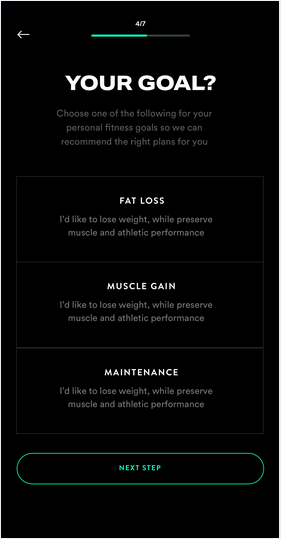 4/7
YOUR GOAL?
Choose one of the following for your
personal fitness goals so we can
recommend the right plans for you
FAT LOSS
I'd like to lose weight, while preserve
muscle and athletic performance
MUSCLE GAIN
I'd like to lose weight, while preserve
muscle and athletic performance
MAINTENANCE
I'd like to lose weight, while preserve
muscle and athletic performance
NEXT STEP